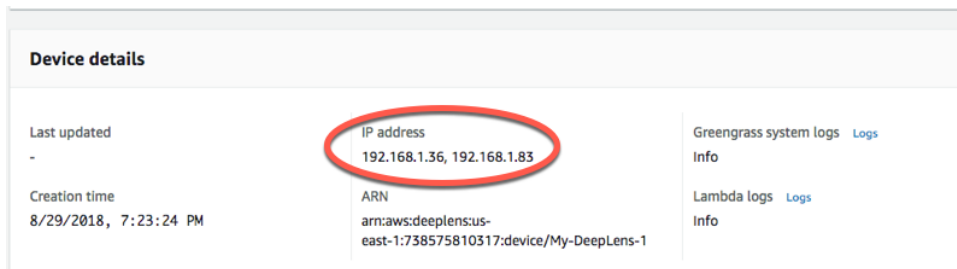 Device details
Last updated
-
Creation time
8/29/2018, 7:23:24 PM
IP address
192.168.1.36, 192.168.1.83
ARN
arn:aws:deeplens:us-
east-1:738575810317:device/My-DeepLens-1
Greengrass system logs Logs
Info
Lambda logs Logs
Info